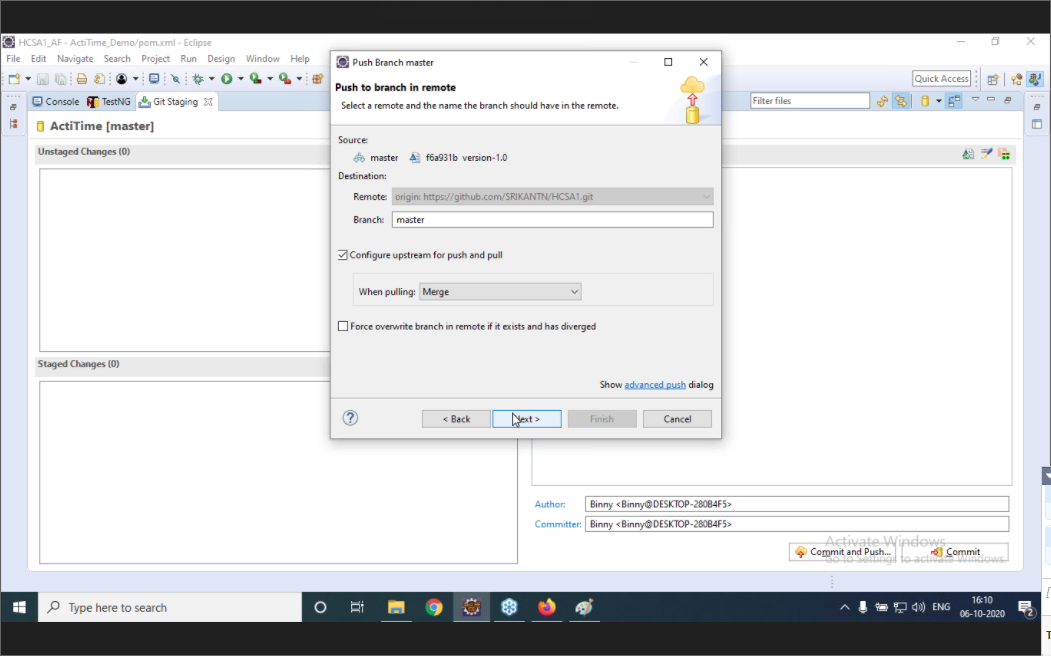 HCSA1_AF - ActiTime_Demo/pom.xml - Eclipse
File Edit Navigate Search Project Run Design Window Help
Quick Access
Console TestNG Git Staging
Filter files
ActiTime [master]
Unstaged Changes (0)
Staged Changes (0)
Push Branch master
Push to branch in remote
Select a remote and the name the branch should have in the remote.
Source:
master f6a931b version-1.0
Destination:
Remote: origin: https://github.com/SRIKANTN/HCSA1.git
Branch: master
Configure upstream for push and pull
When pulling: Merge
Force overwrite branch in remote if it exists and has diverged
Show advanced push dialog
< Back Next > Finish Cancel
Author: Binny <Binny@DESKTOP-280B4F5>
Committer: Binny <Binny@DESKTOP-280B4F5>
Activate Windows
Commit and Push... Commit
Go to Settings to activate Windows.
Type here to search
ENG
16:10
06-10-2020
2